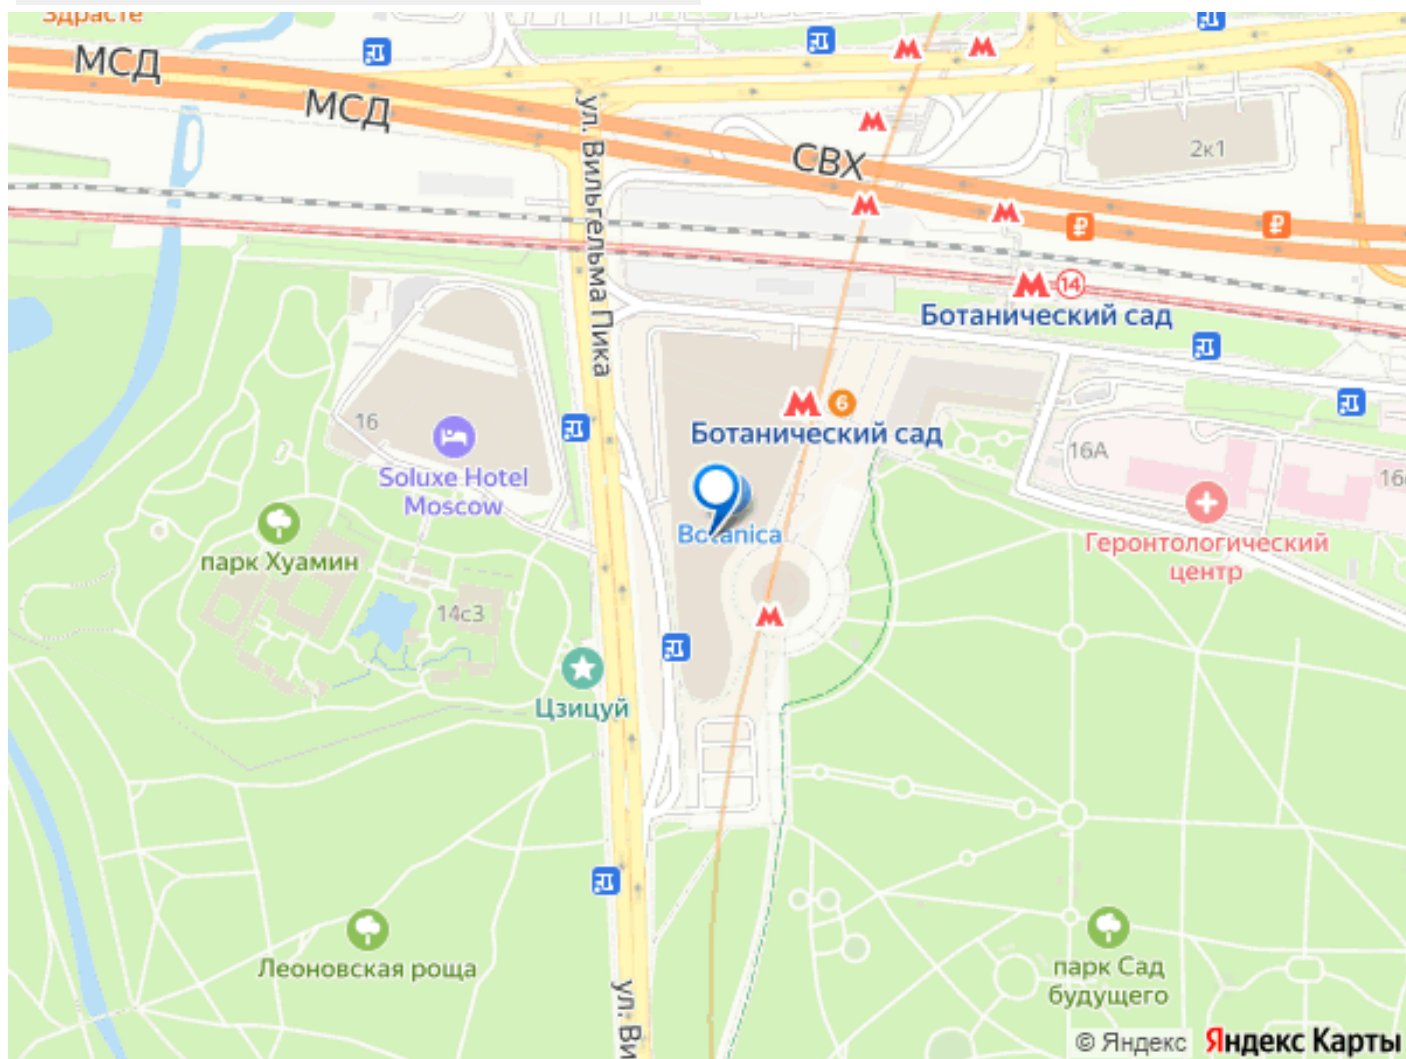 Здрасте
МСД
МСД
СВХ
2к1
ул. Вильгельма Пика
14
Ботанический сад
6
Ботанический сад
16
Soluxe Hotel
Moscow
16А
Botanica
парк Хуамин
Геронтологический
центр
14с3
Цзицуй
Леоновская роща
парк Сад
будущего
ул. Ви
© Яндекс Яндекс Карты